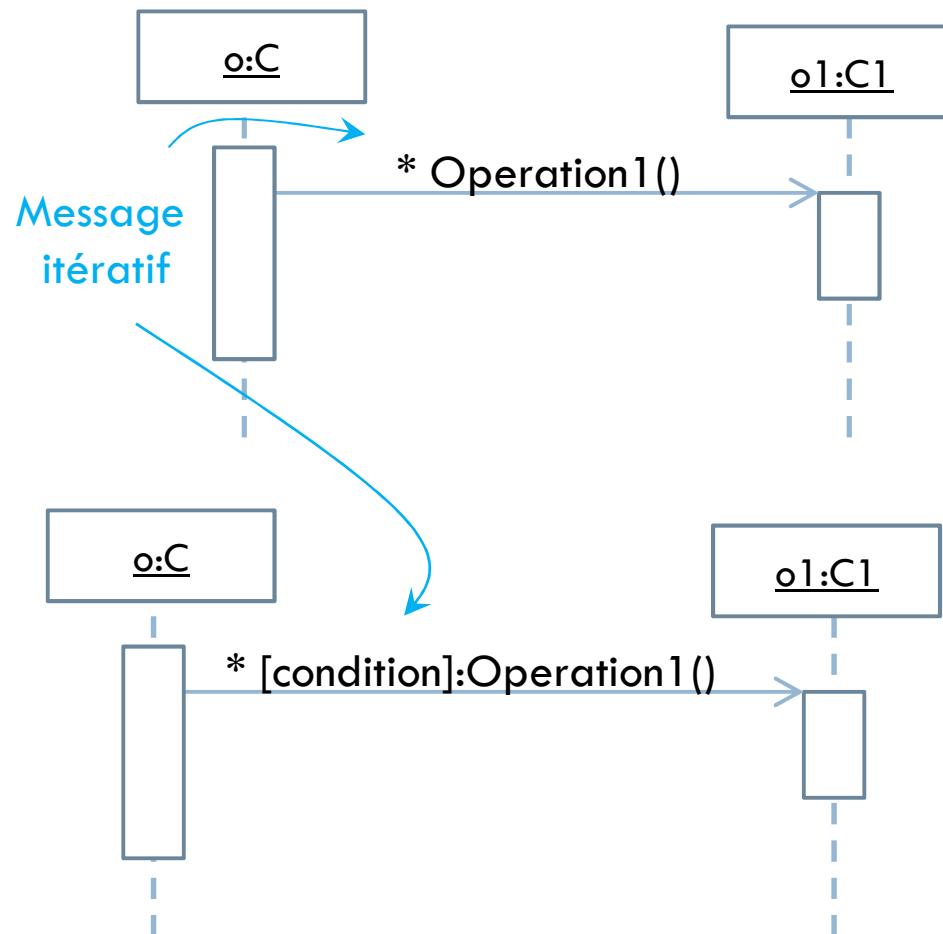 o:C
o1:C1
* Operation1()
Message
itératif
o:C
o1:C1
* [condition]:Operation1()